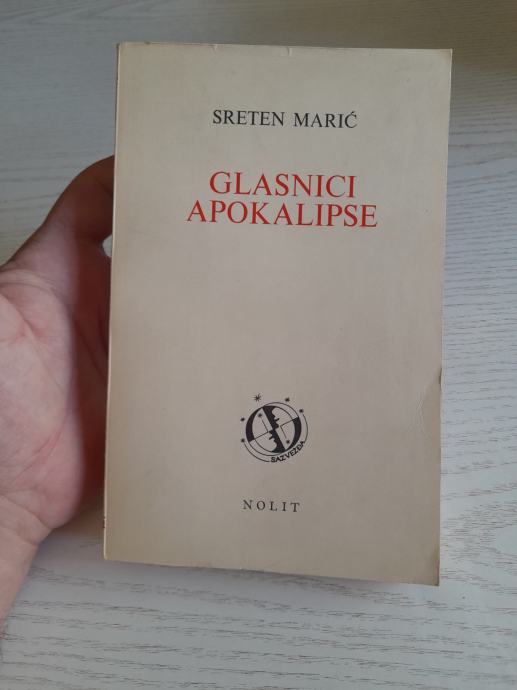 SRETEN MARIĆ
GLASNICI
APOKALIPSE
SAZVEŽĐA
NOLIT